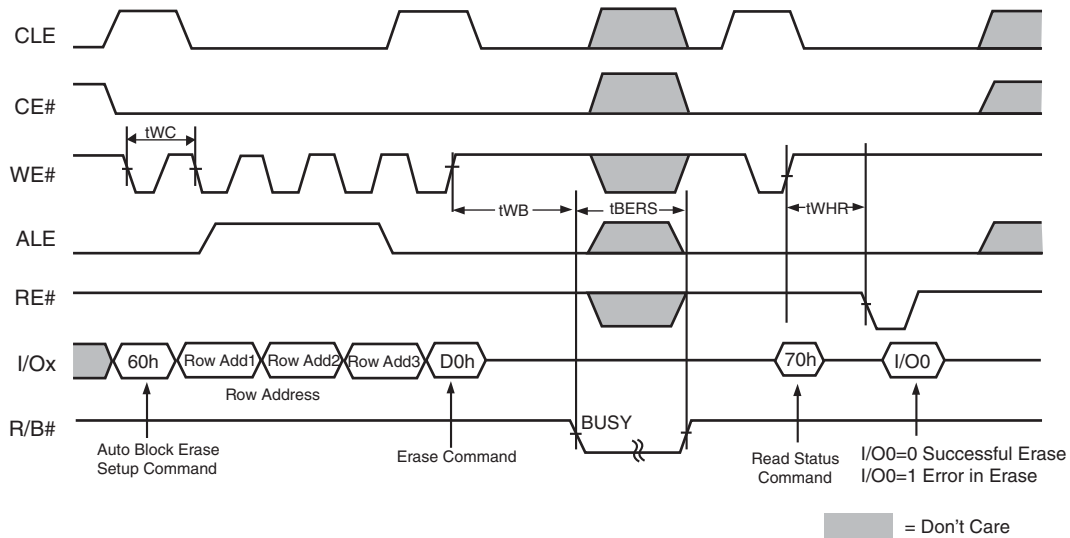 CLE
CE#
tWC
WE#
tWB
tBERS
tWHR
ALE
RE#
I/Ox
60h
Row Add1
Row Add2
Row Add3
D0h
70h
I/O0
Row Address
R/B#
BUSY
Auto Block Erase
Setup Command
Erase Command
Read Status
Command
I/O0=0 Successful Erase
I/O0=1 Error in Erase
= Don't Care